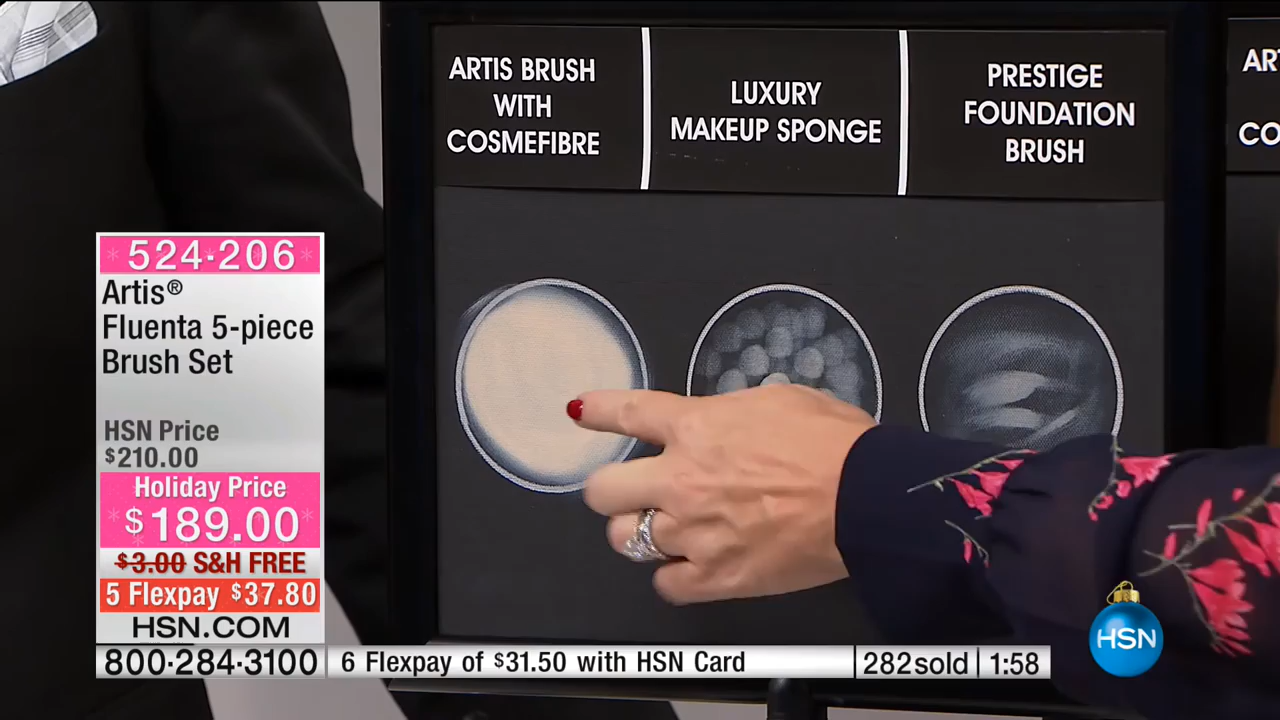 ARTIS BRUSH
WITH
COSMEFIBRE
LUXURY
MAKEUP SPONGE
PRESTIGE
FOUNDATION
BRUSH
AR
CO
524-206
Artis®
Fluenta 5-piece
Brush Set
HSN Price
$210.00
Holiday Price
$189.00
$3.00 S&H FREE
5 Flexpay $37.80
HSN.COM
800-284-3100
6 Flexpay of $31.50 with HSN Card
282sold
1:58
HSN